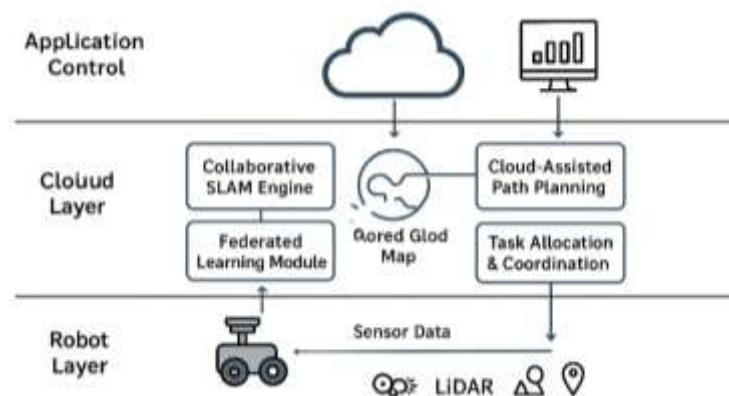 Application
Control
Clouud
Layer
Collaborative
SLAM Engine
Federated
Learning Module
Rored Glod
Map
Cloud-Assisted
Path Planning
Task Allocation
& Coordination
Robot
Layer
Sensor Data
LiDAR